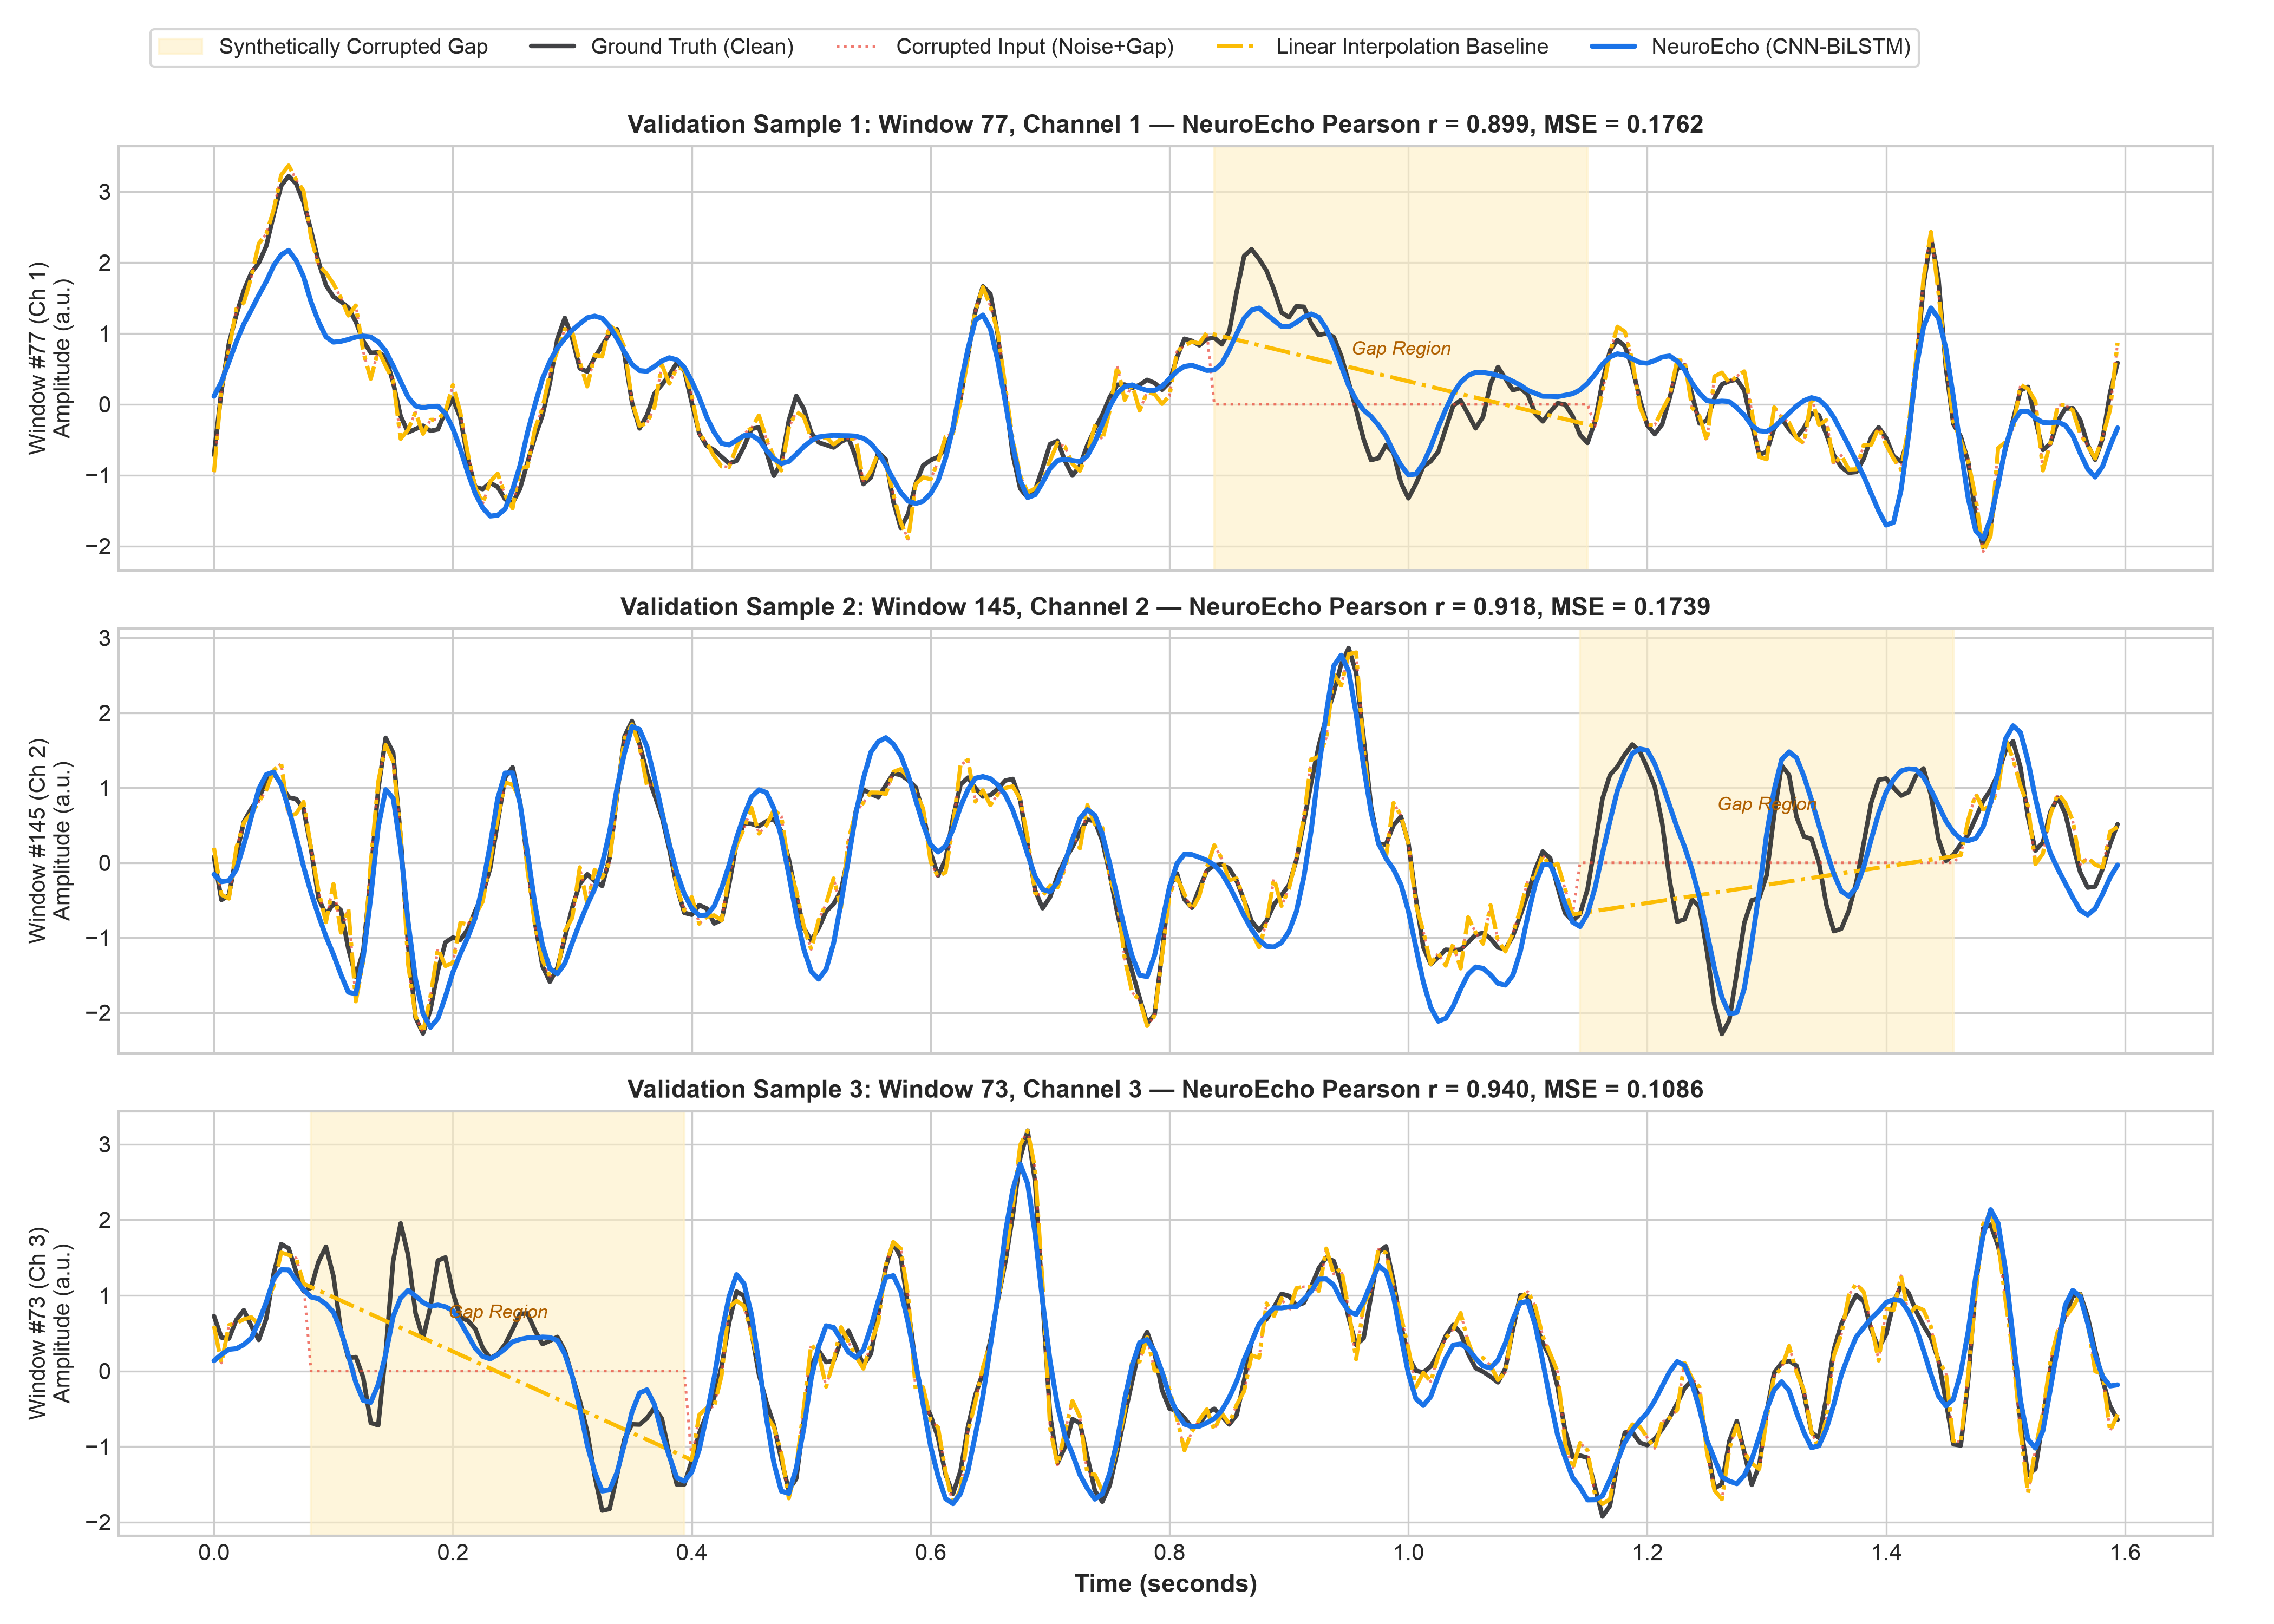 Synthetically Corrupted Gap Ground Truth (Clean) Corrupted Input (Noise+Gap) Linear Interpolation Baseline NeuroEcho (CNN-BiLSTM)
Validation Sample 1: Window 77, Channel 1 — NeuroEcho Pearson r = 0.899, MSE = 0.1762
Window #77 (Ch 1)
Amplitude (a.u.)
3
2
1
0
−1
−2
Gap Region
Validation Sample 2: Window 145, Channel 2 — NeuroEcho Pearson r = 0.918, MSE = 0.1739
Window #145 (Ch 2)
Amplitude (a.u.)
3
2
1
0
−1
−2
Gap Region
Validation Sample 3: Window 73, Channel 3 — NeuroEcho Pearson r = 0.940, MSE = 0.1086
Window #73 (Ch 3)
Amplitude (a.u.)
3
2
1
0
−1
−2
Gap Region
0.0 0.2 0.4 0.6 0.8 1.0 1.2 1.4 1.6
Time (seconds)